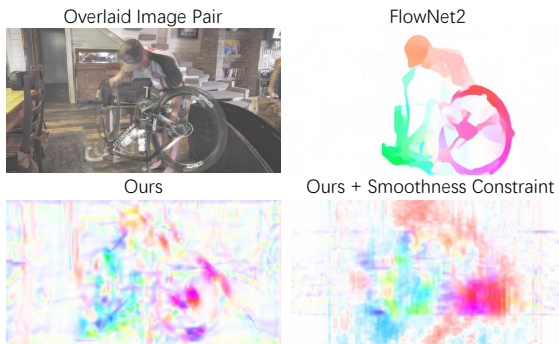 Overlaid Image Pair
FlowNet2
Ours
Ours + Smoothness Constraint